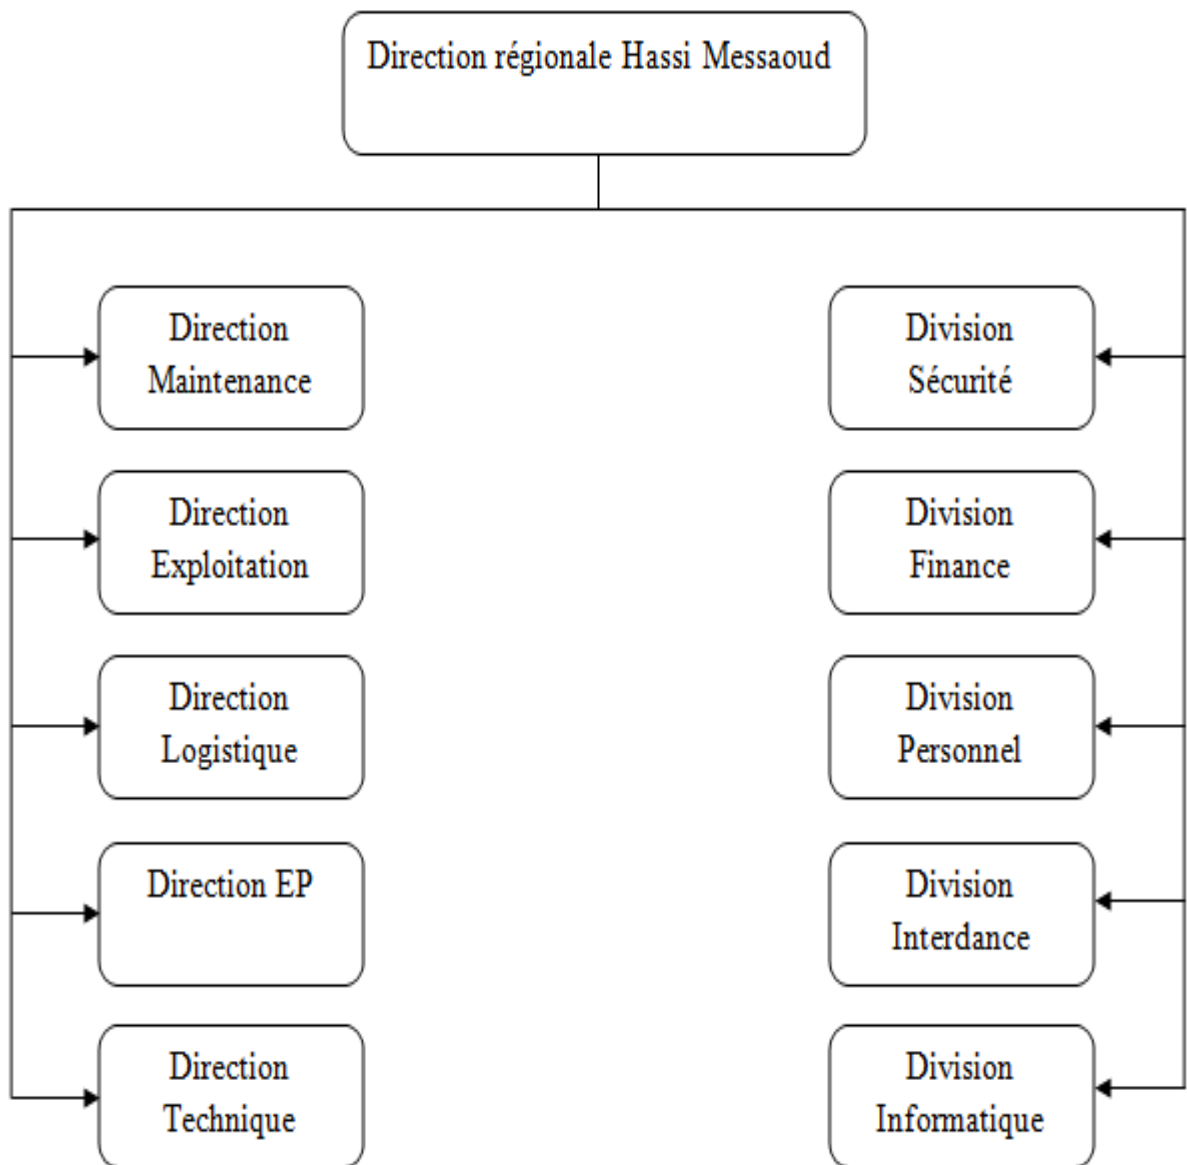 Direction régionale Hassi Messaoud
Direction
Maintenance
Division
Sécurité
Direction
Exploitation
Division
Finance
Direction
Logistique
Division
Personnel
Direction EP
Division
Interdance
Direction
Technique
Division
Informatique